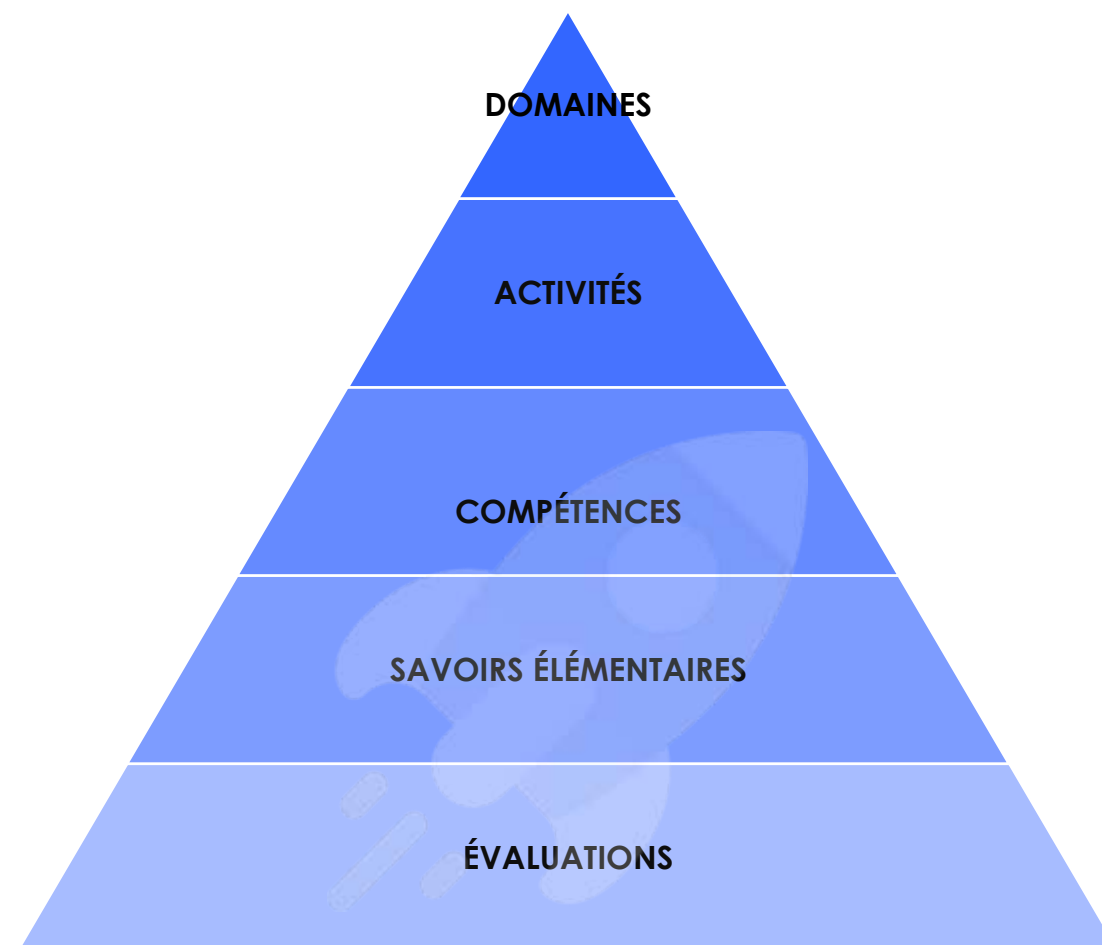 DOMAINES
ACTIVITÉS
COMPÉTENCES
SAVOIRS ÉLÉMENTAIRES
ÉVALUATIONS